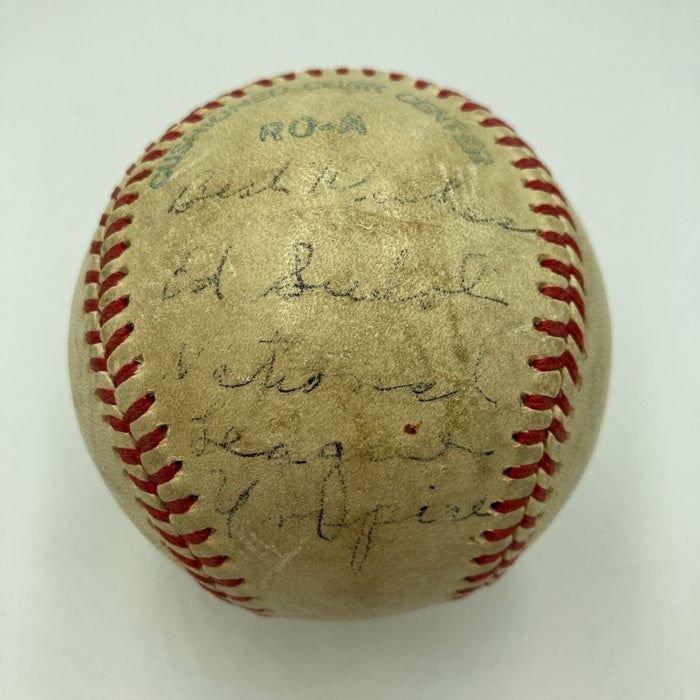 CUSHIONED CORK CENTER
RO-A
Best Wishes
Ed Sudol
National
League
Umpire